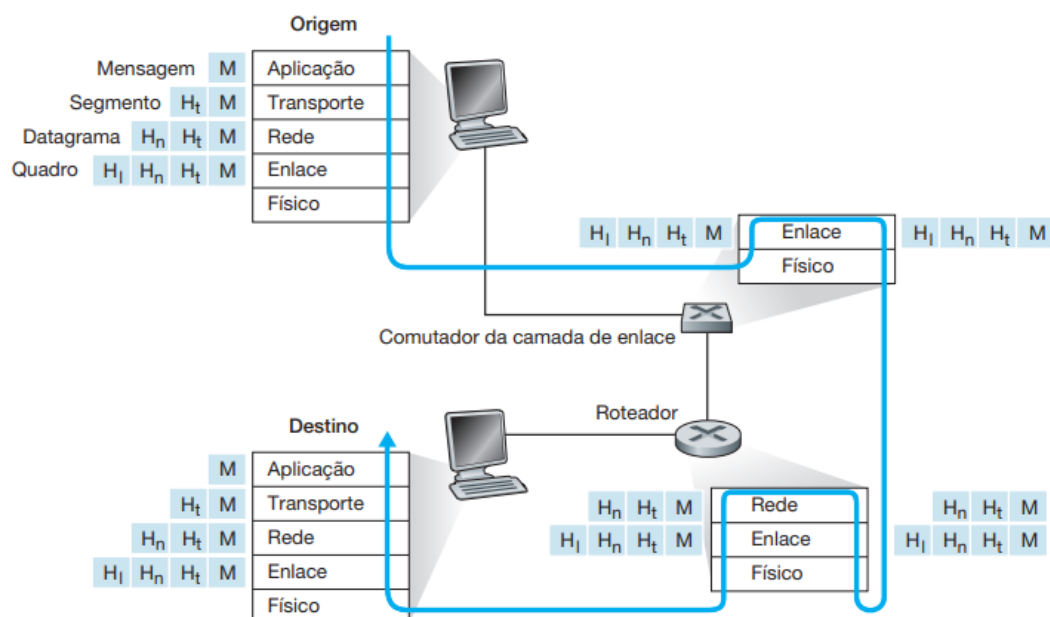 Origem
Mensagem M Aplicação
Segmento Ht M Transporte
Datagrama Hn Ht M Rede
Quadro Hl Hn Ht M Enlace
Físico
Hl Hn Ht M Enlace Hl Hn Ht M
Físico
Comutador da camada de enlace
Roteador
Destino
M Aplicação
Ht M Transporte
Hn Ht M Rede
Hl Hn Ht M Enlace
Físico
Hn Ht M Rede Hn Ht M
Hl Hn Ht M Enlace Hl Hn Ht M
Físico